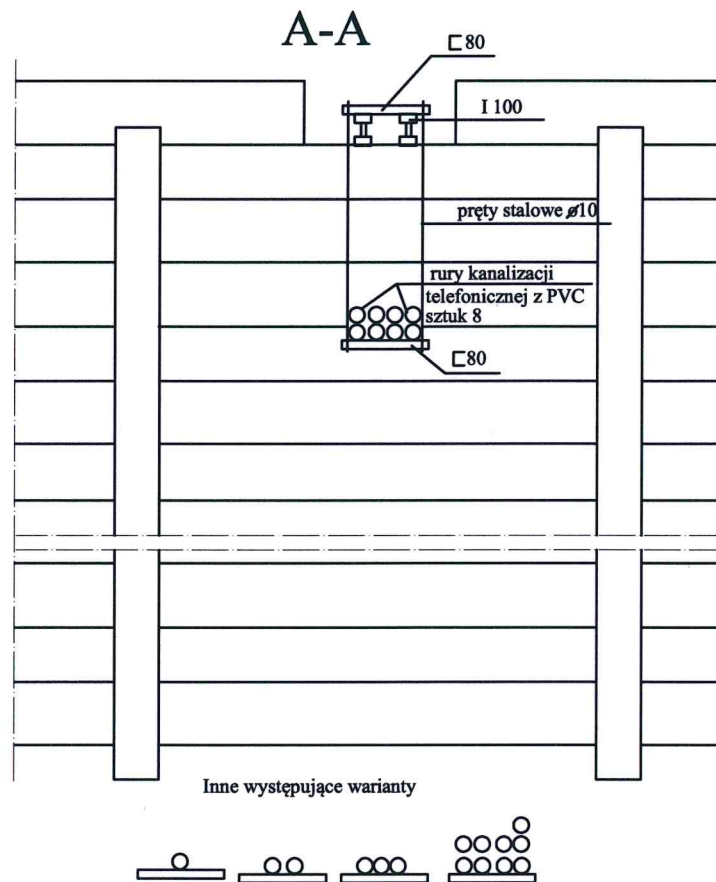 A-A
⊏80
I 100
pręty stalowe ø10
rury kanalizacji
telefonicznej z PVC
sztuk 8
⊏80
Inne występujące warianty